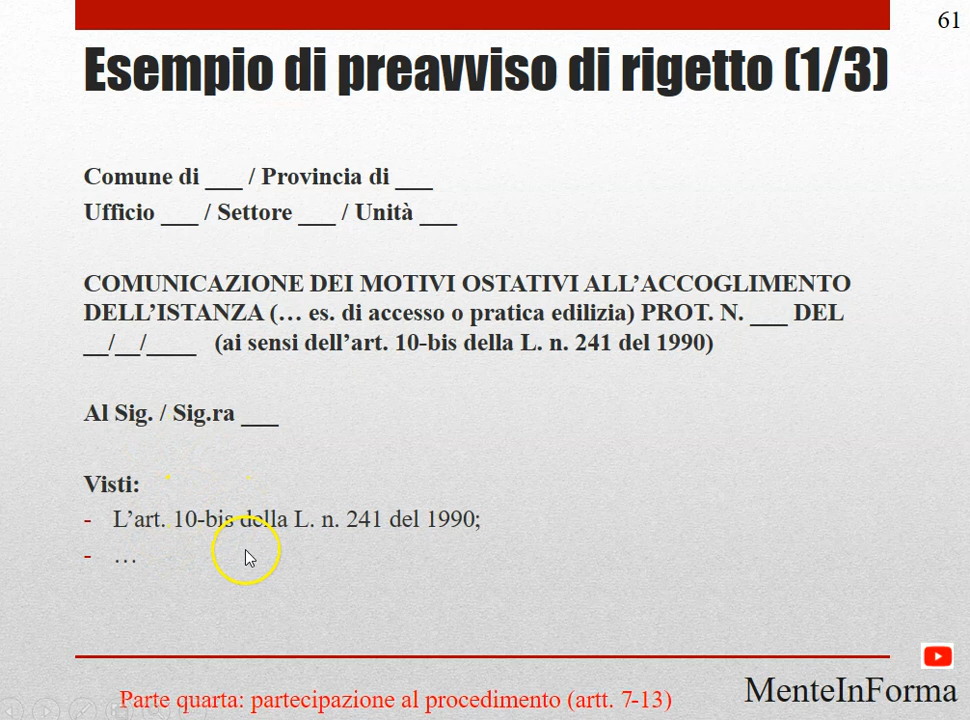 61
Esempio di preavviso di rigetto (1/3)
Comune di ___ / Provincia di ___
Ufficio ___ / Settore ___ / Unità ___
COMUNICAZIONE DEI MOTIVI OSTATIVI ALL’ACCOGLIMENTO
DELL’ISTANZA (… es. di accesso o pratica edilizia) PROT. N. ___ DEL
__/__/____ (ai sensi dell’art. 10-bis della L. n. 241 del 1990)
Al Sig. / Sig.ra ___
Visti:
- L’art. 10-bis della L. n. 241 del 1990;
- …
Parte quarta: partecipazione al procedimento (artt. 7-13)
MenteInForma